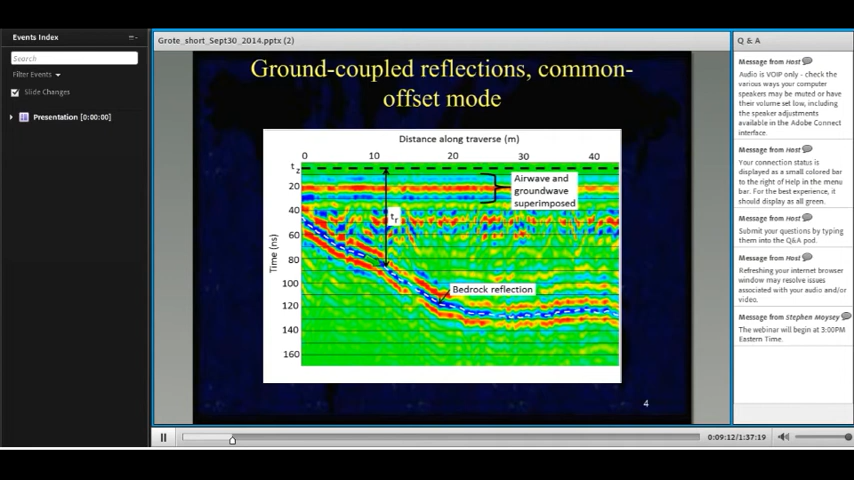 Events Index
Search
Filter Events
Slide Changes
Presentation [0:00:00]
Grote_short_Sept30_2014.pptx (2)
Ground-coupled reflections, common-
offset mode
Distance along traverse (m)
0 10 20 30 40
tz
20
40
60
80
100
120
140
160
Time (ns)
Airwave and
groundwave
superimposed
tr
Bedrock reflection
4
0:09:12/1:37:19
Q & A
Message from Host
Audio is VOIP only - check the
various ways your computer
speakers may be muted or have
their volume set low, including
the speaker adjustments
available in the Adobe Connect
interface.
Message from Host
Your connection status is
displayed as a small colored bar
to the right of Help in the menu
bar. For the best experience, it
should display as all green.
Message from Host
Submit your questions by typing
them into the Q&A pod.
Message from Host
Refreshing your internet browser
window may resolve issues
associated with your audio and/or
video.
Message from Stephen Moysey
The webinar will begin at 3:00PM
Eastern Time.